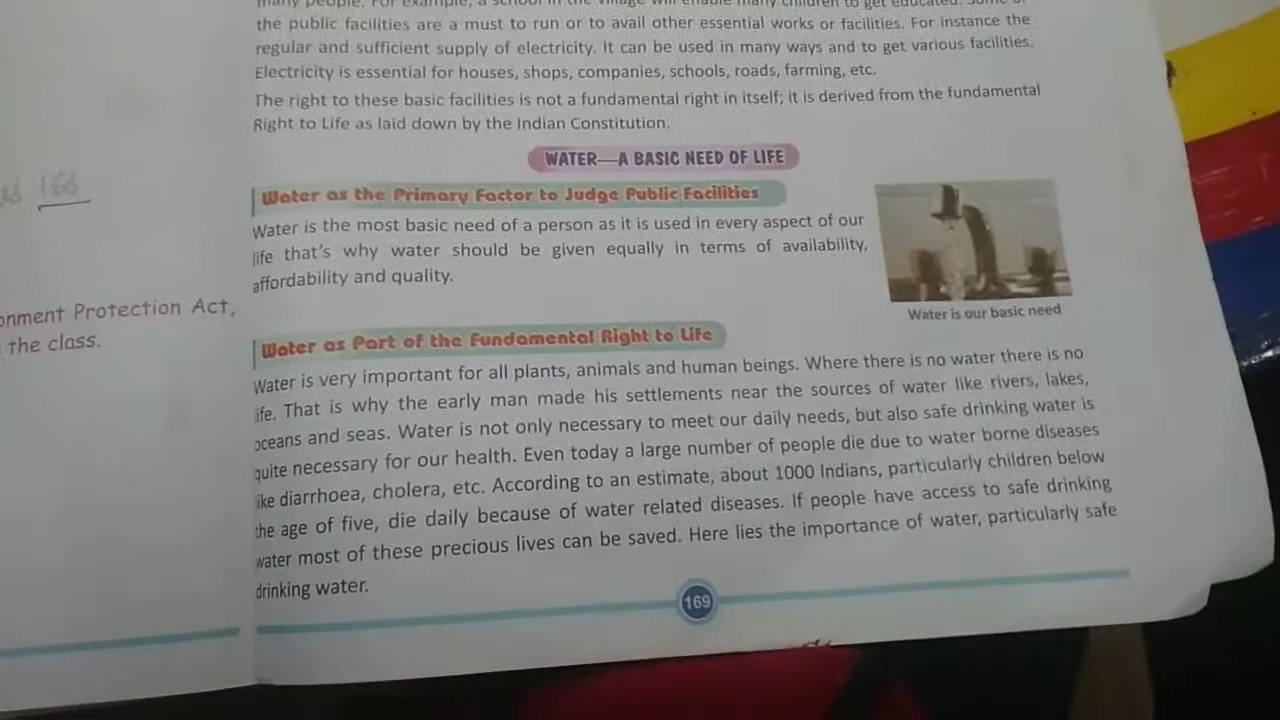 many people. For example, a school in the village will enable many children to get educated. Some of
the public facilities are a must to run or to avail other essential works or facilities. For instance the
regular and sufficient supply of electricity. It can be used in many ways and to get various facilities.
Electricity is essential for houses, shops, companies, schools, roads, farming, etc.
The right to these basic facilities is not a fundamental right in itself; it is derived from the fundamental
Right to Life as laid down by the Indian Constitution.
166
WATER—A BASIC NEED OF LIFE
Water as the Primary Factor to Judge Public Facilities
Water is the most basic need of a person as it is used in every aspect of our
life that's why water should be given equally in terms of availability,
affordability and quality.
Water is our basic need
onment Protection Act,
the class.
Water as Part of the Fundamental Right to Life
Water is very important for all plants, animals and human beings. Where there is no water there is no
ife. That is why the early man made his settlements near the sources of water like rivers, lakes,
oceans and seas. Water is not only necessary to meet our daily needs, but also safe drinking water is
quite necessary for our health. Even today a large number of people die due to water borne diseases
ike diarrhoea, cholera, etc. According to an estimate, about 1000 Indians, particularly children below
the age of five, die daily because of water related diseases. If people have access to safe drinking
water most of these precious lives can be saved. Here lies the importance of water, particularly safe
drinking water.
169